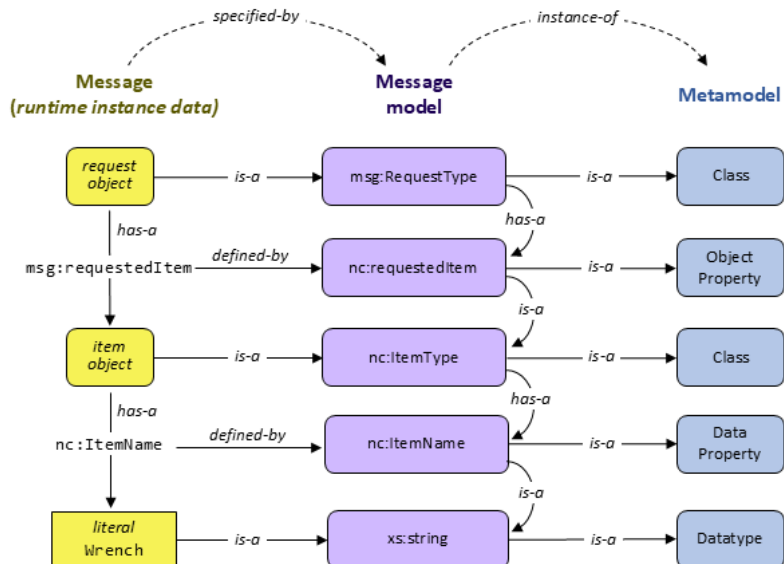 specified-by
instance-of
Message
(runtime instance data)
Message
model
Metamodel
request
object
is-a
msg:RequestType
is-a
Class
has-a
has-a
msg:requestedItem
defined-by
nc:requestedItem
is-a
Object
Property
is-a
item
object
is-a
nc:ItemType
is-a
Class
has-a
has-a
nc:ItemName
defined-by
nc:ItemName
is-a
Data
Property
is-a
literal
Wrench
is-a
xs:string
is-a
Datatype